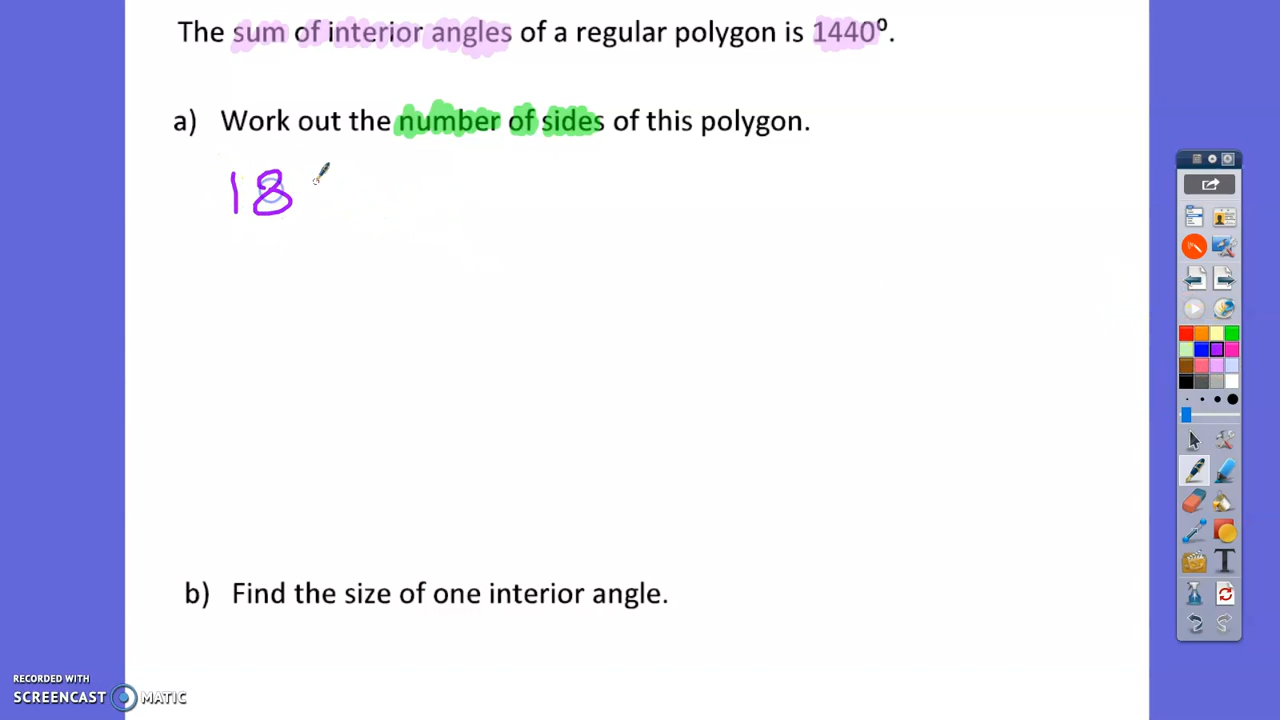 The sum of interior angles of a regular polygon is 1440⁰.
a) Work out the number of sides of this polygon.
18
b) Find the size of one interior angle.
RECORDED WITH
SCREENCAST MATIC